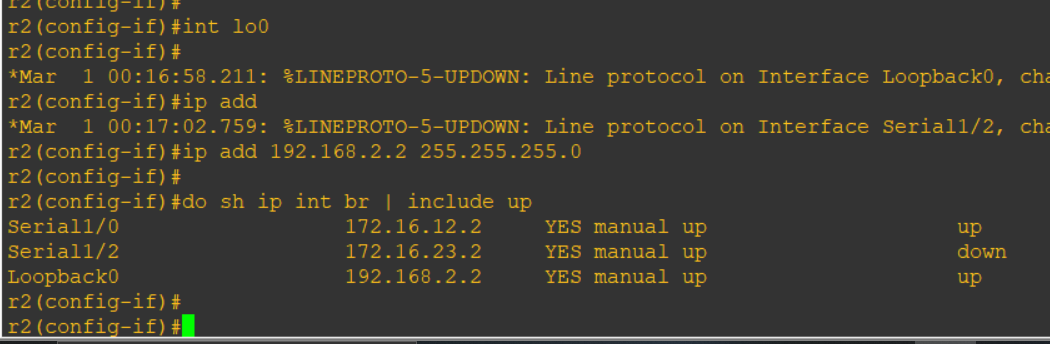 r2(config-if)#
r2(config-if)#int lo0
r2(config-if)#
*Mar  1 00:16:58.211: %LINEPROTO-5-UPDOWN: Line protocol on Interface Loopback0, cha
r2(config-if)#ip add
*Mar  1 00:17:02.759: %LINEPROTO-5-UPDOWN: Line protocol on Interface Serial1/2, cha
r2(config-if)#ip add 192.168.2.2 255.255.255.0
r2(config-if)#
r2(config-if)#do sh ip int br | include up
Serial1/0                  172.16.12.2     YES manual up                    up
Serial1/2                  172.16.23.2     YES manual up                    down
Loopback0                  192.168.2.2     YES manual up                    up
r2(config-if)#
r2(config-if)#